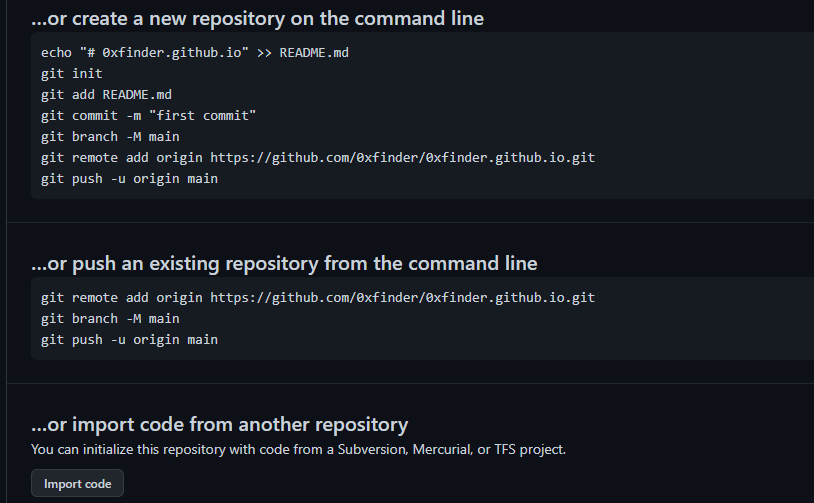 ...or create a new repository on the command line
echo "# 0xfinder.github.io" >> README.md
git init
git add README.md
git commit -m "first commit"
git branch -M main
git remote add origin https://github.com/0xfinder/0xfinder.github.io.git
git push -u origin main
...or push an existing repository from the command line
git remote add origin https://github.com/0xfinder/0xfinder.github.io.git
git branch -M main
git push -u origin main
...or import code from another repository
You can initialize this repository with code from a Subversion, Mercurial, or TFS project.
Import code